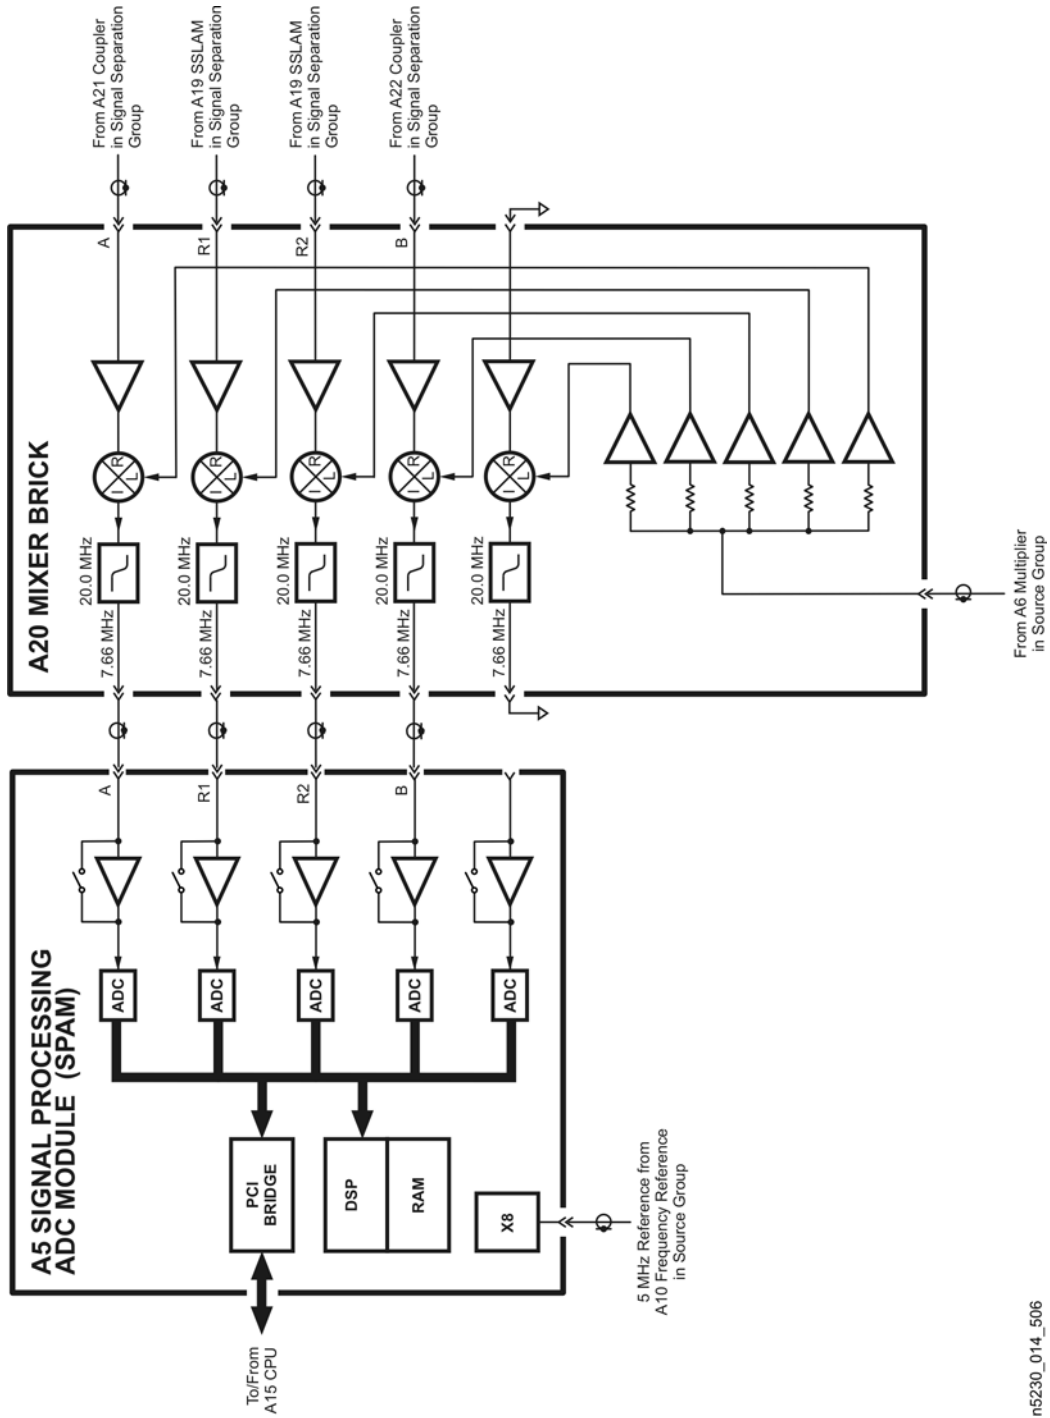 From A21 Coupler
in Signal Separation
Group
From A19 SSLAM
in Signal Separation
Group
From A19 SSLAM
in Signal Separation
Group
From A22 Coupler
in Signal Separation
Group
A20 MIXER BRICK
A
R1
R2
B
R
L
I
R
L
I
R
L
I
R
L
I
R
L
I
20.0 MHz
20.0 MHz
20.0 MHz
20.0 MHz
20.0 MHz
7.66 MHz
7.66 MHz
7.66 MHz
7.66 MHz
7.66 MHz
From A6 Multiplier
in Source Group
A5 SIGNAL PROCESSING
ADC MODULE (SPAM)
A
R1
R2
B
ADC
ADC
ADC
ADC
ADC
PCI
BRIDGE
DSP
RAM
X8
To/From
A15 CPU
5 MHz Reference from
A10 Frequency Reference
in Source Group
n5230_014_506